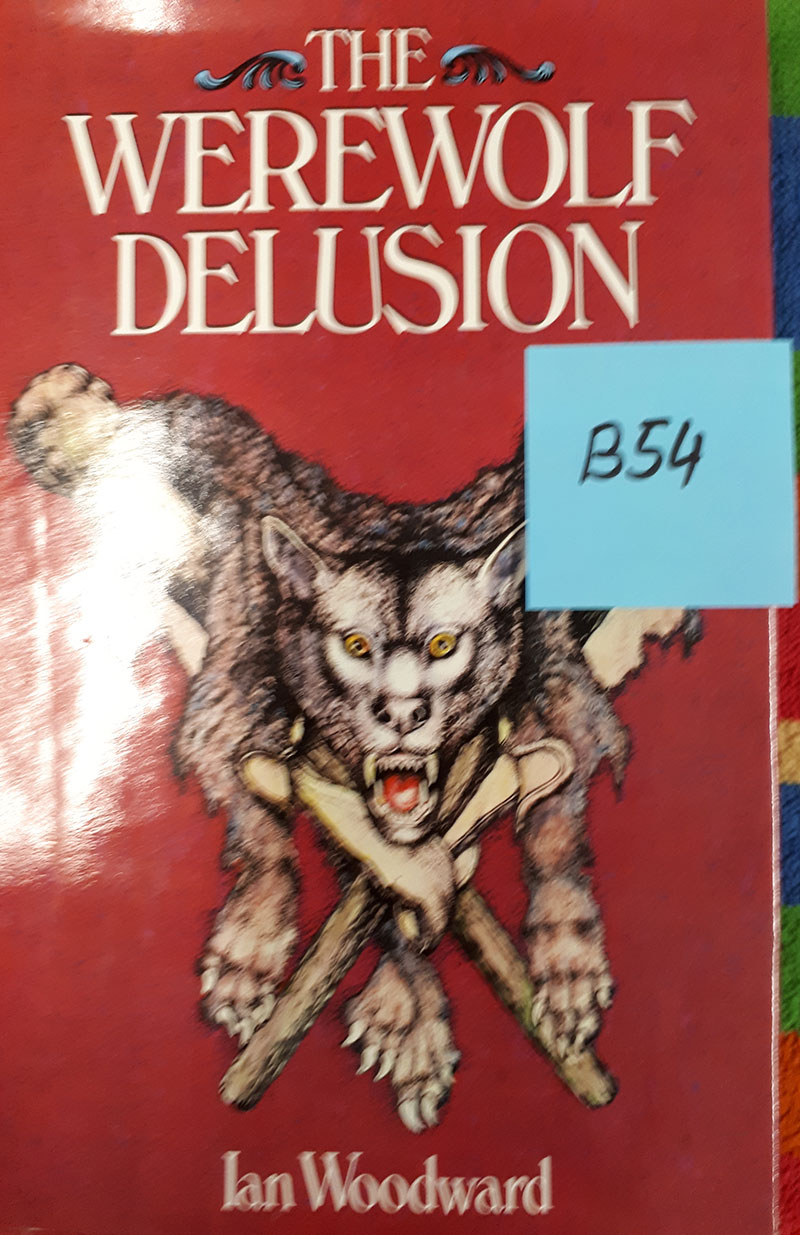 THE
WEREWOLF
DELUSION
B54
Ian Woodward